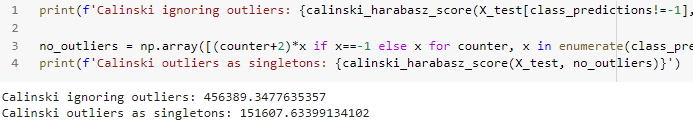 1 print(f'Calinski ignoring outliers: {calinski_harabasz_score(X_test[class_predictions!=-1],
2
3 no_outliers = np.array([(counter+2)*x if x==-1 else x for counter, x in enumerate(class_pre
4 print(f'Calinski outliers as singletons: {calinski_harabasz_score(X_test, no_outliers)}')
Calinski ignoring outliers: 456389.3477635357
Calinski outliers as singletons: 151607.63399134102